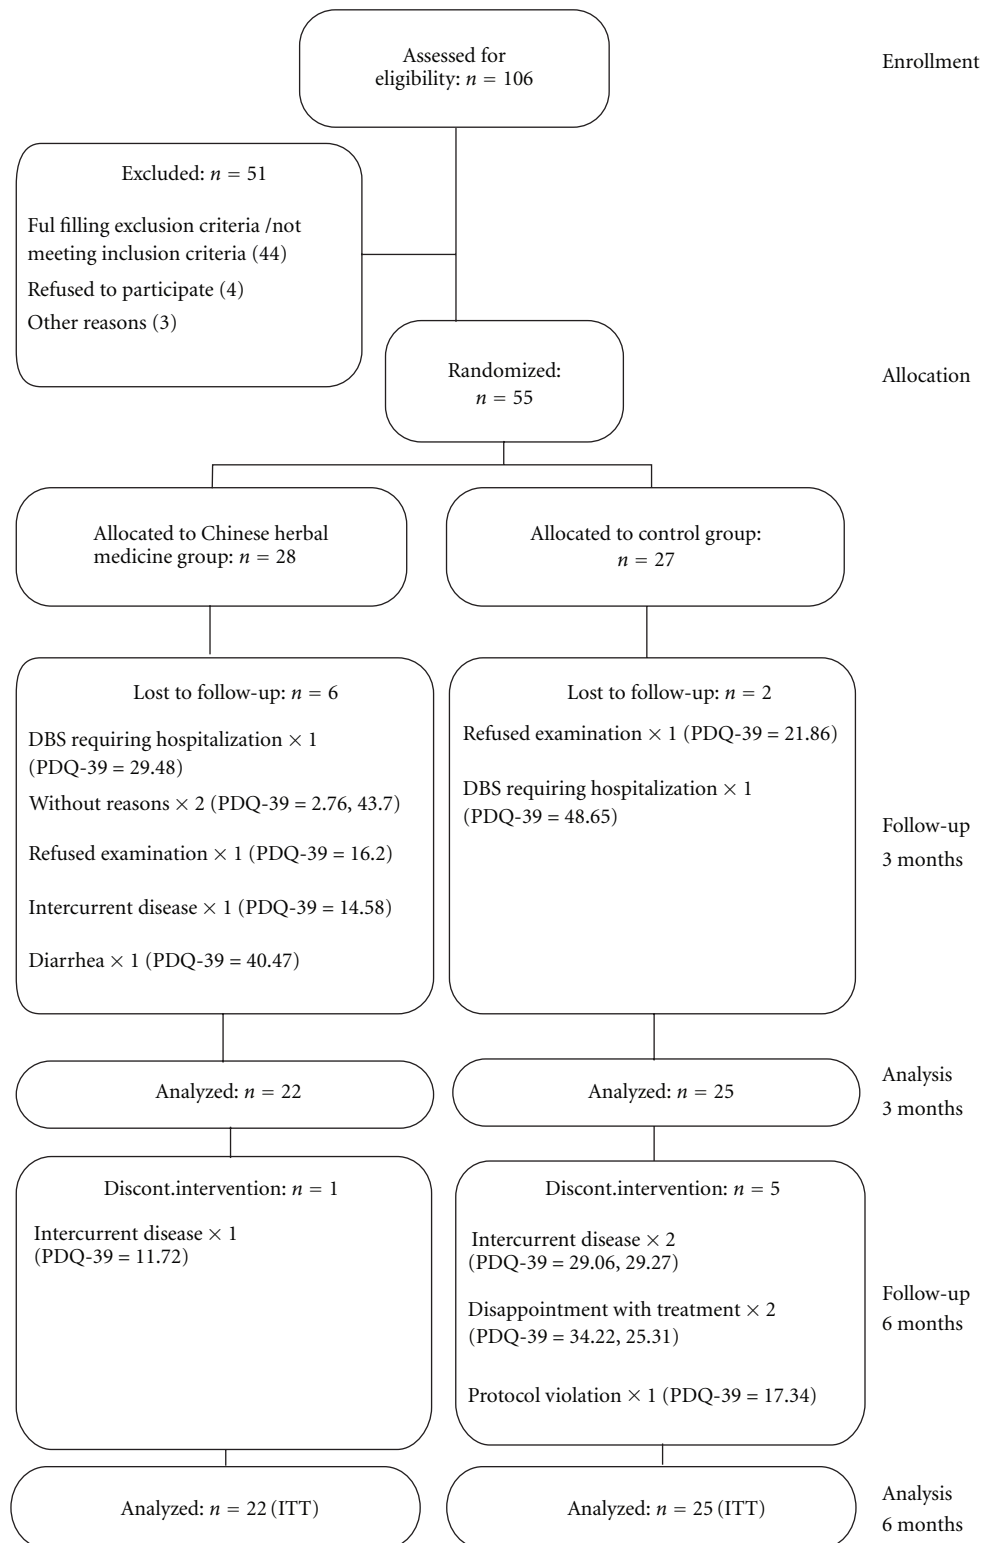 Assessed for
eligibility: n = 106
Enrollment
Excluded: n = 51
Ful filling exclusion criteria /not
meeting inclusion criteria (44)
Refused to participate (4)
Other reasons (3)
Randomized:
n = 55
Allocation
Allocated to Chinese herbal
medicine group: n = 28
Allocated to control group:
n = 27
Lost to follow-up: n = 6
DBS requiring hospitalization × 1
(PDQ-39 = 29.48)
Without reasons × 2 (PDQ-39 = 2.76, 43.7)
Refused examination × 1 (PDQ-39 = 16.2)
Intercurrent disease × 1 (PDQ-39 = 14.58)
Diarrhea × 1 (PDQ-39 = 40.47)
Lost to follow-up: n = 2
Refused examination × 1 (PDQ-39 = 21.86)
DBS requiring hospitalization × 1
(PDQ-39 = 48.65)
Follow-up
3 months
Analyzed: n = 22
Analyzed: n = 25
Analysis
3 months
Discont.intervention: n = 1
Intercurrent disease × 1
(PDQ-39 = 11.72)
Discont.intervention: n = 5
Intercurrent disease × 2
(PDQ-39 = 29.06, 29.27)
Disappointment with treatment × 2
(PDQ-39 = 34.22, 25.31)
Protocol violation × 1 (PDQ-39 = 17.34)
Follow-up
6 months
Analyzed: n = 22 (ITT)
Analyzed: n = 25 (ITT)
Analysis
6 months